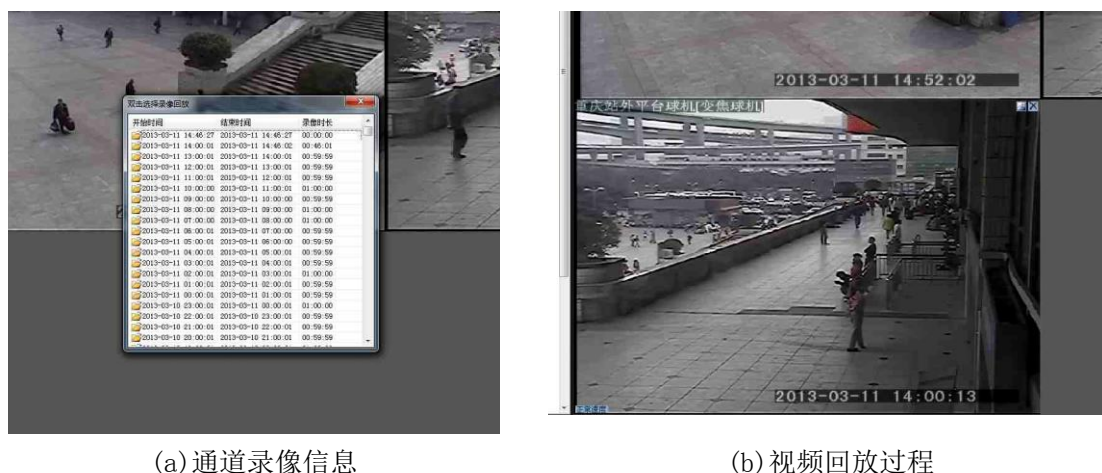 双击选择录像回放
开始时间 结束时间 录像时长
2013-03-11 14:46:27 2013-03-11 14:46:27 00:00:00
2013-03-11 14:00:01 2013-03-11 14:46:02 00:46:01
2013-03-11 13:00:01 2013-03-11 14:00:01 00:59:59
2013-03-11 12:00:01 2013-03-11 13:00:01 00:59:59
2013-03-11 11:00:01 2013-03-11 12:00:01 00:59:59
2013-03-11 10:00:00 2013-03-11 11:00:01 01:00:00
2013-03-11 09:00:00 2013-03-11 10:00:00 00:59:59
2013-03-11 08:00:00 2013-03-11 09:00:00 01:00:00
2013-03-11 07:00:00 2013-03-11 08:00:00 01:00:00
2013-03-11 06:00:01 2013-03-11 07:00:00 00:59:59
2013-03-11 05:00:01 2013-03-11 06:00:00 00:59:59
2013-03-11 04:00:01 2013-03-11 05:00:01 00:59:59
2013-03-11 03:00:01 2013-03-11 04:00:01 00:59:59
2013-03-11 02:00:01 2013-03-11 03:00:01 01:00:00
2013-03-11 01:00:01 2013-03-11 02:00:01 00:59:59
2013-03-11 00:00:01 2013-03-11 01:00:01 00:59:59
2013-03-10 23:00:01 2013-03-11 00:00:01 01:00:00
2013-03-10 22:00:01 2013-03-10 23:00:01 00:59:59
2013-03-10 21:00:01 2013-03-10 22:00:01 00:59:59
2013-03-10 20:00:01 2013-03-10 21:00:01 00:59:59
2013-03-11 14:52:02
重庆站外平台球机[变焦球机]
2013-03-11 14:00:13
(a)通道录像信息
(b)视频回放过程